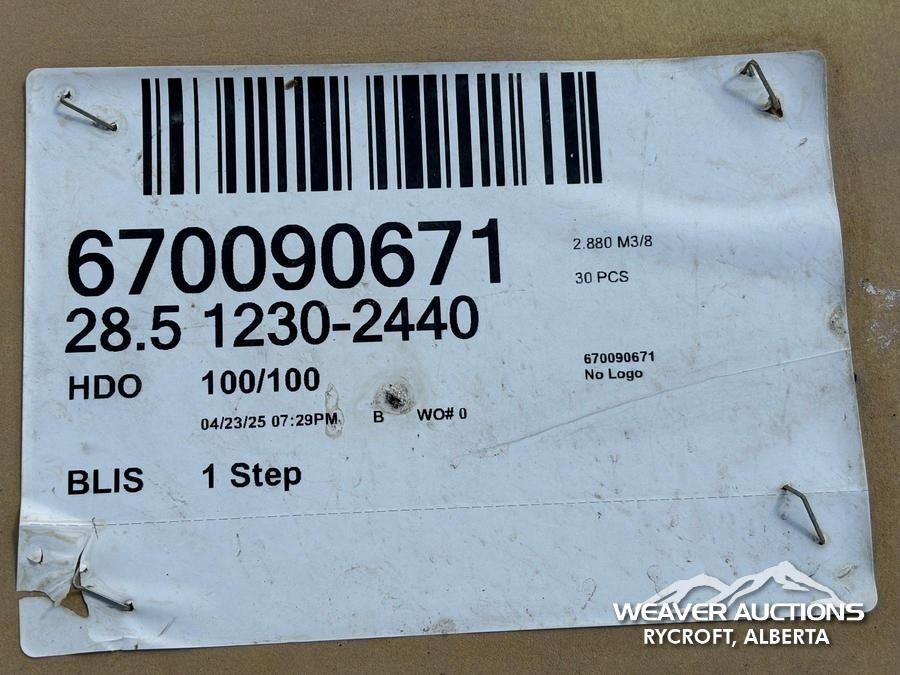 670090671
2.880 M3/8
28.5 1230-2440
30 PCS
HDO 100/100
670090671
No Logo
04/23/25 07:29PM B WO# 0
BLIS 1 Step
WEAVER AUCTIONS
RYCROFT, ALBERTA